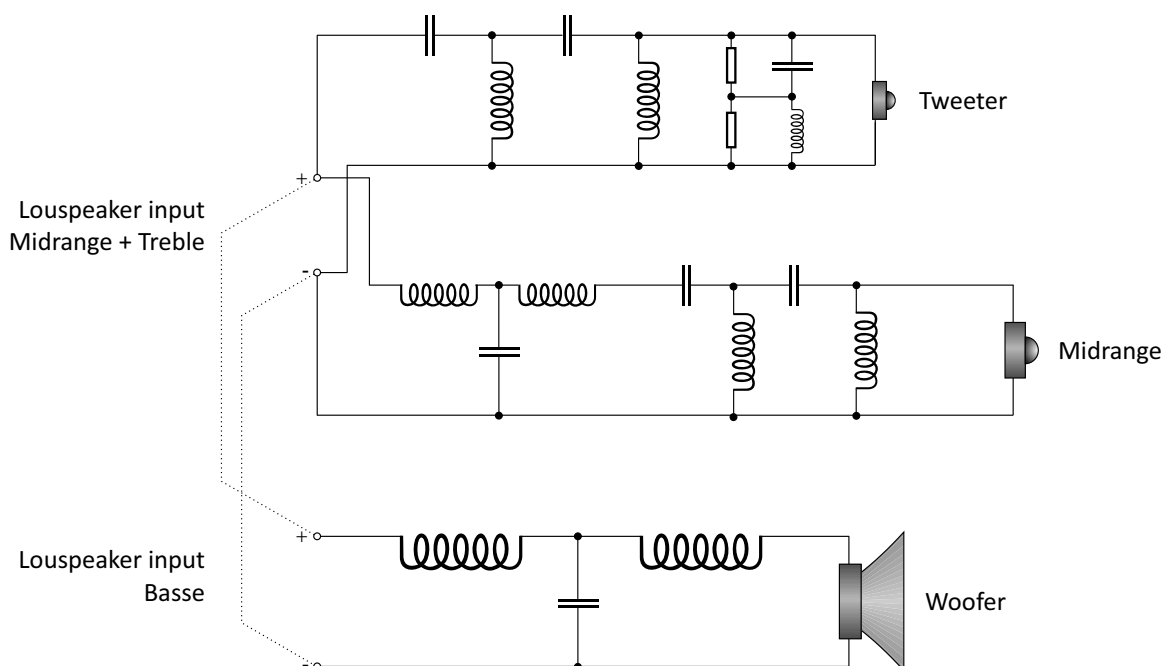 Tweeter
+
Louspeaker input
Midrange + Treble
-
Midrange
+
Louspeaker input
Basse
Woofer
-